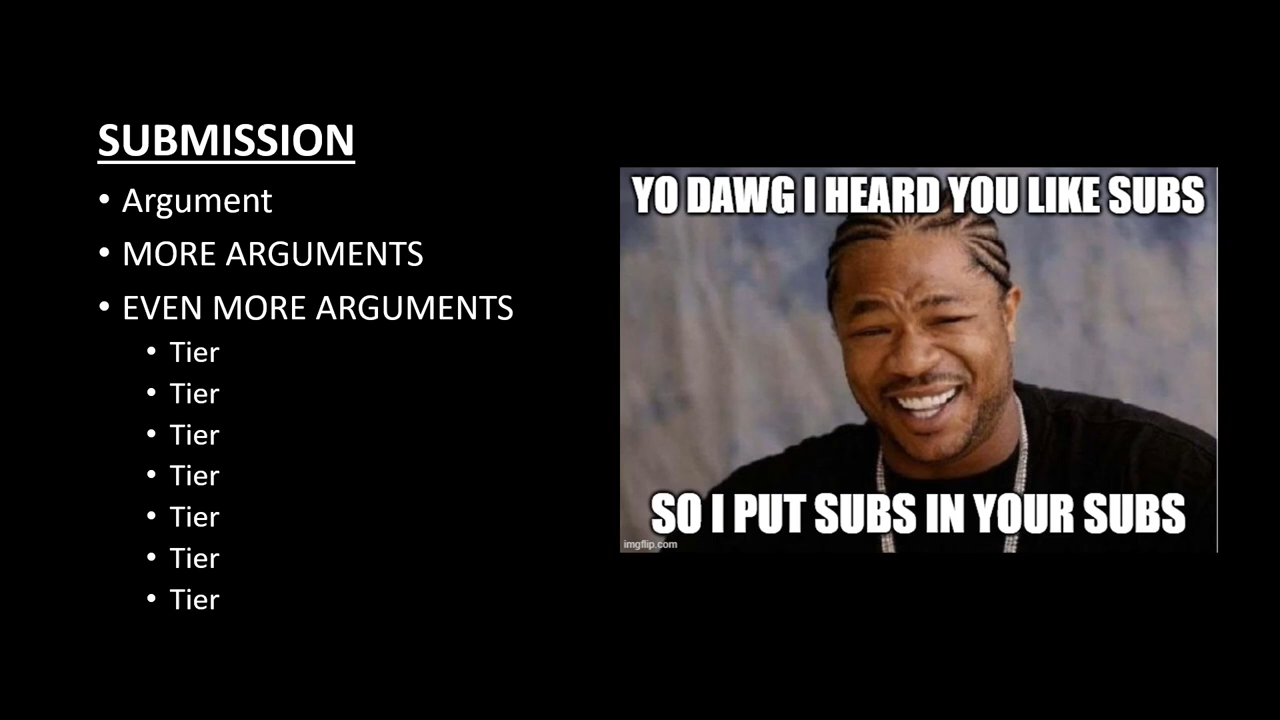 SUBMISSION
• Argument
• MORE ARGUMENTS
• EVEN MORE ARGUMENTS
• Tier
• Tier
• Tier
• Tier
• Tier
• Tier
• Tier
YO DAWG I HEARD YOU LIKE SUBS
SO I PUT SUBS IN YOUR SUBS
imgflip.com